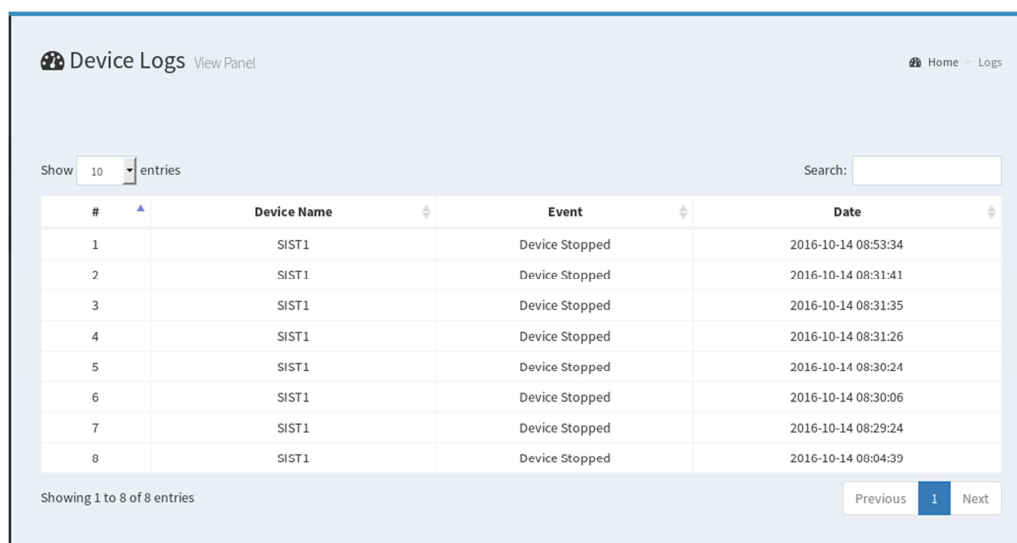 Device Logs View Panel
Home > Logs
Show 10 entries
Search:
# Device Name Event Date
1 SIST1 Device Stopped 2016-10-14 08:53:34
2 SIST1 Device Stopped 2016-10-14 08:31:41
3 SIST1 Device Stopped 2016-10-14 08:31:35
4 SIST1 Device Stopped 2016-10-14 08:31:26
5 SIST1 Device Stopped 2016-10-14 08:30:24
6 SIST1 Device Stopped 2016-10-14 08:30:06
7 SIST1 Device Stopped 2016-10-14 08:29:24
8 SIST1 Device Stopped 2016-10-14 08:04:39
Showing 1 to 8 of 8 entries
Previous 1 Next